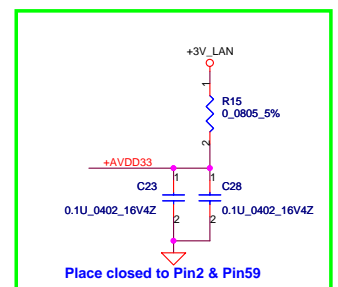 +3V_LAN
1
R15
0_0805_5%
2
+AVDD33
1
1
C23
C28
0.1U_0402_16V4Z
0.1U_0402_16V4Z
2
2
Place closed to Pin2 & Pin59